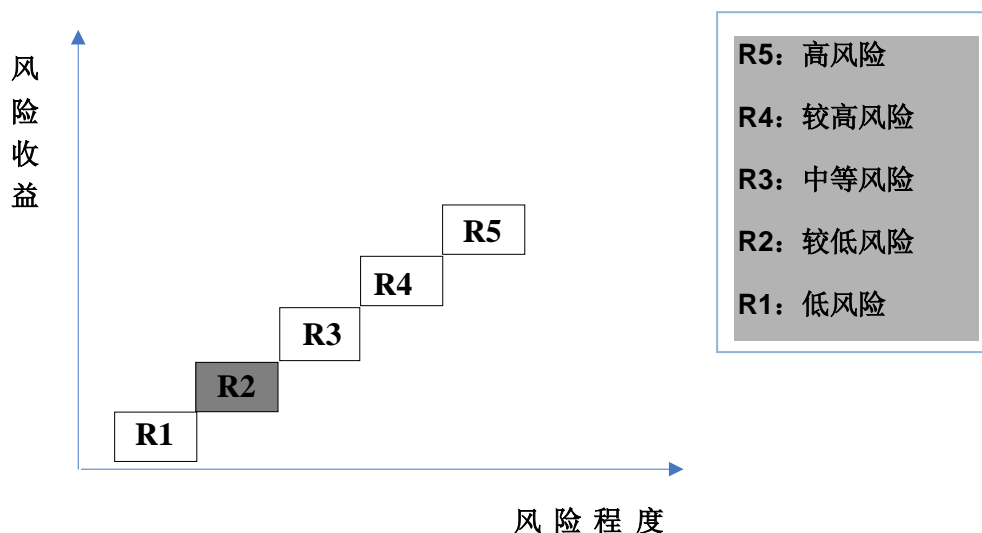 风险收益
R5：高风险
R4：较高风险
R3：中等风险
R2：较低风险
R1：低风险
R5
R4
R3
R2
R1
风 险 程 度